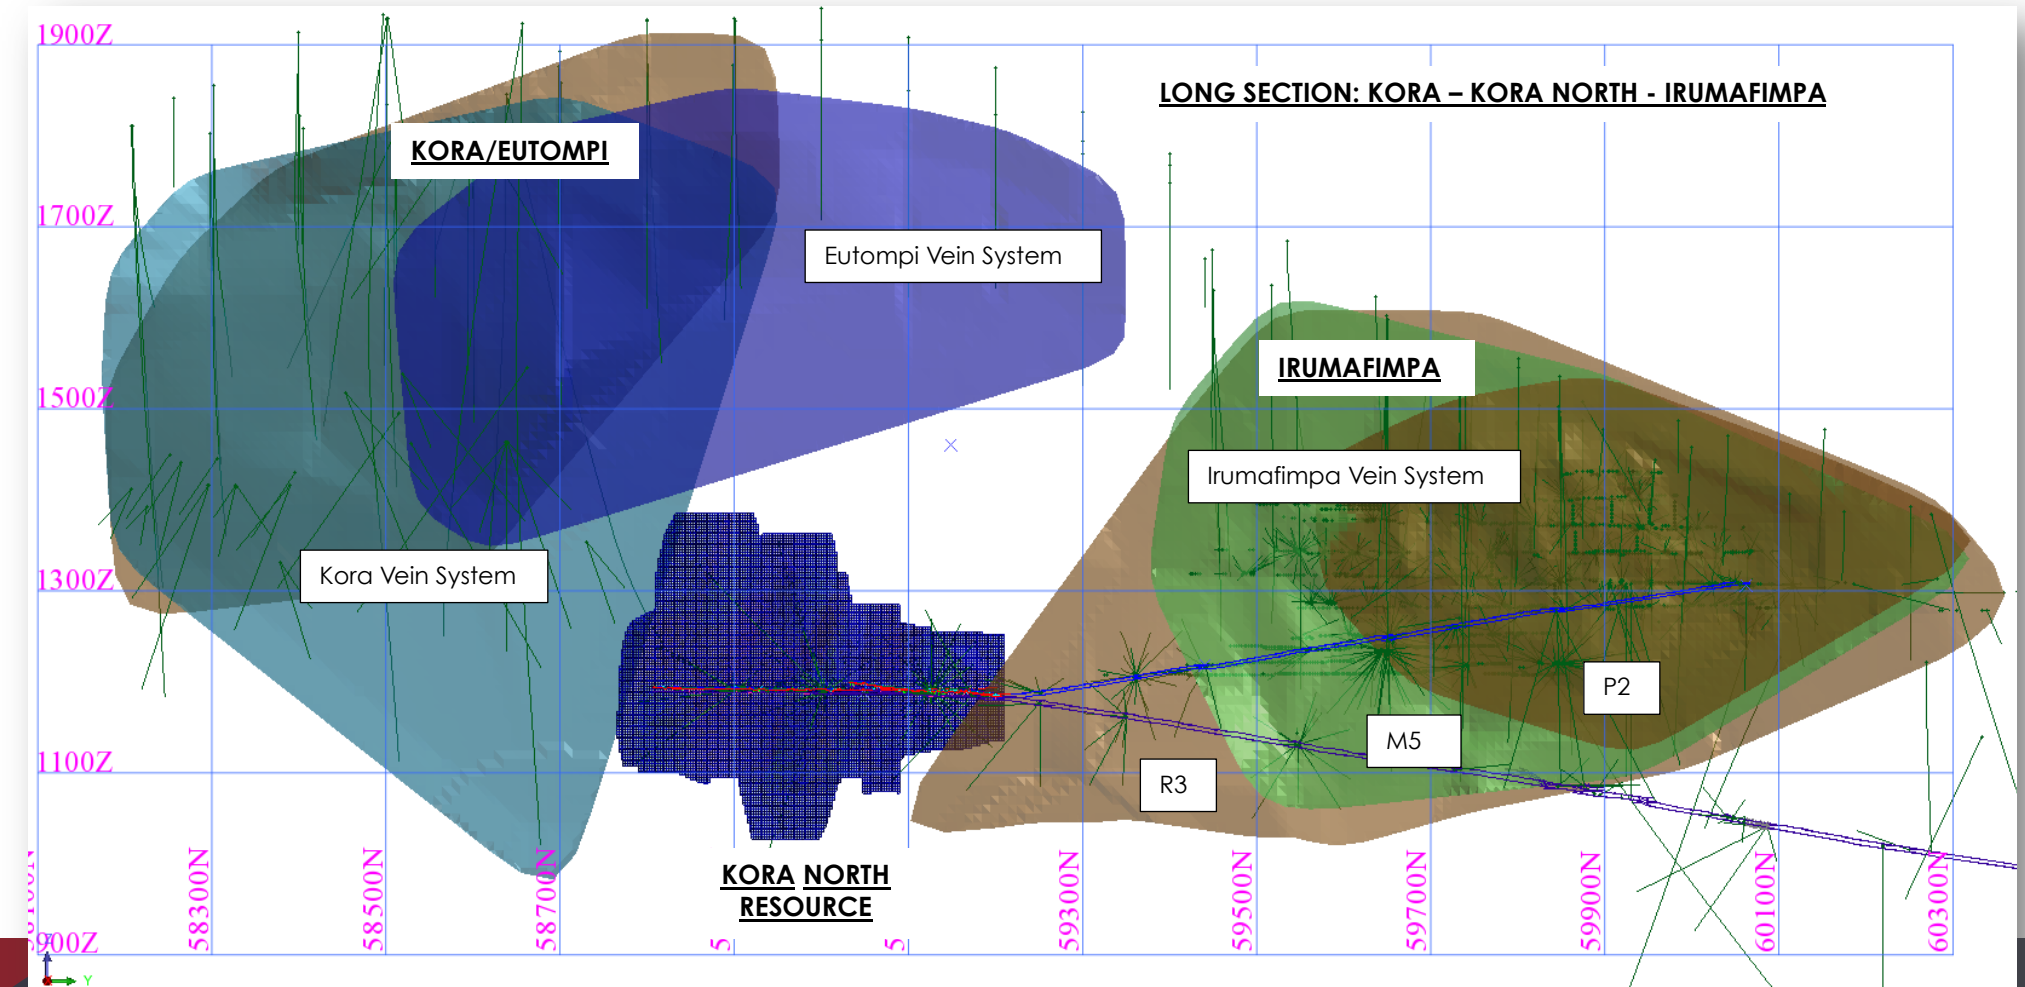 1900Z
LONG SECTION: KORA – KORA NORTH - IRUMAFIMPA
KORA/EUTOMPI
1700Z
Eutompi Vein System
IRUMAFIMPA
1500Z
Irumafimpa Vein System
Kora Vein System
1300Z
P2
M5
R3
1100Z
KORA NORTH
RESOURCE
58300N
58500N
58700N
5
5
59300N
59500N
59700N
59900N
60100N
60300N
900Z
Y